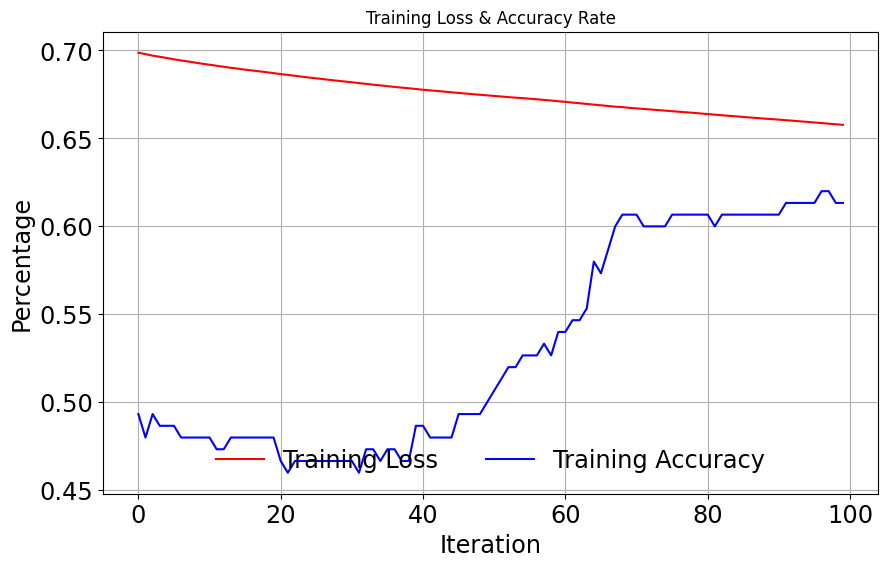 Training Loss & Accuracy Rate
0.70
0.65
0.60
0.55
0.50
0.45
Percentage
Training Loss Training Accuracy
0 20 40 60 80 100
Iteration